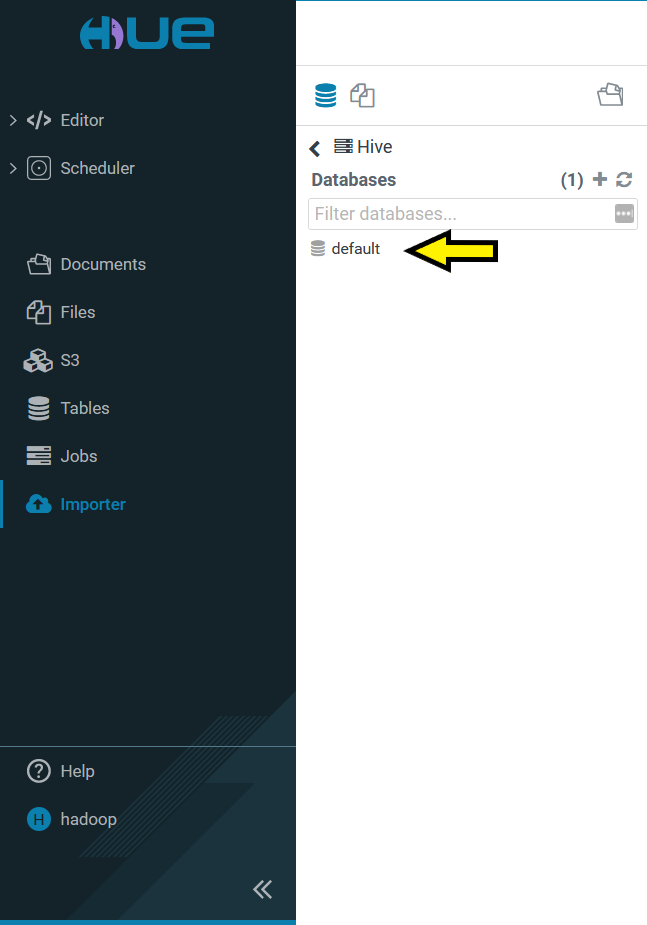 HUE
Editor
Scheduler
Documents
Files
S3
Tables
Jobs
Importer
Help
H hadoop
Hive
Databases (1)
Filter databases...
default